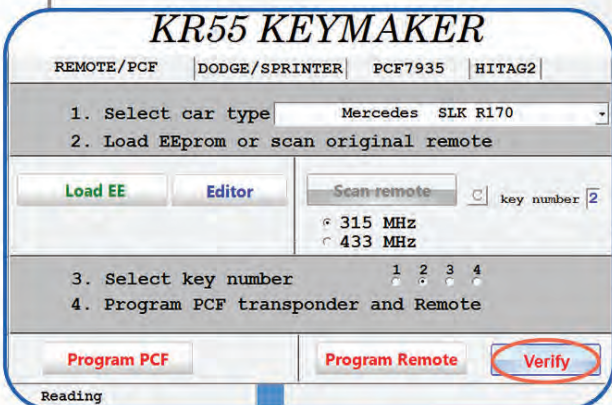 KR55 KEYMAKER
REMOTE/PCF DODGE/SPRINTER PCF7935 HITAG2
1. Select car type Mercedes SLK R170
2. Load EEprom or scan original remote
Load EE Editor Scan remote C key number 2
315 MHz
433 MHz
1 2 3 4
3. Select key number
4. Program PCF transponder and Remote
Program PCF Program Remote Verify
Reading